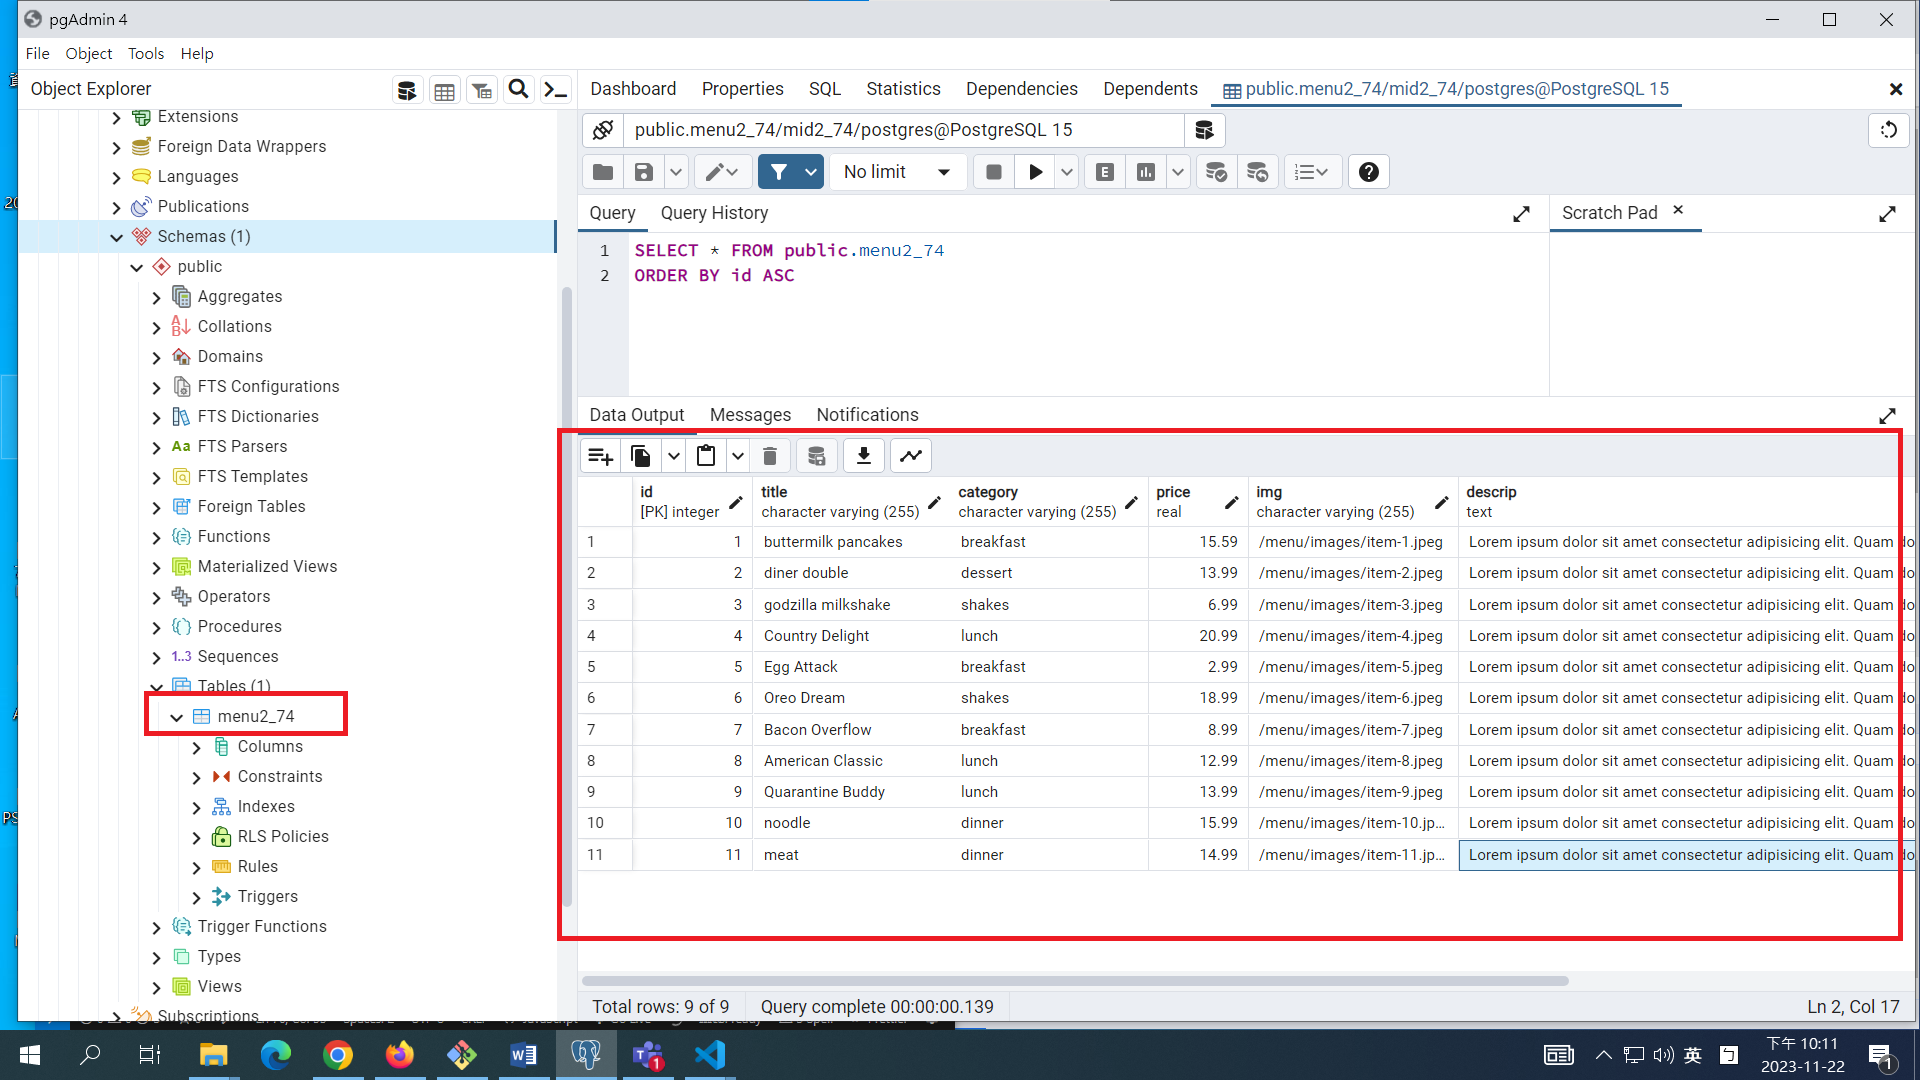 pgAdmin 4
File Object Tools Help
Object Explorer
Dashboard Properties SQL Statistics Dependencies Dependents public.menu2_74/mid2_74/postgres@PostgreSQL 15
public.menu2_74/mid2_74/postgres@PostgreSQL 15
No limit
E
Query Query History
Scratch Pad
1 SELECT * FROM public.menu2_74
2 ORDER BY id ASC
Extensions
Foreign Data Wrappers
Languages
Publications
Schemas (1)
public
Aggregates
Collations
Domains
FTS Configurations
FTS Dictionaries
Aa FTS Parsers
FTS Templates
Foreign Tables
Functions
Materialized Views
Operators
Procedures
1..3 Sequences
Tables (1)
menu2_74
Columns
Constraints
Indexes
RLS Policies
Rules
Triggers
Trigger Functions
Types
Views
Subscriptions
Data Output Messages Notifications
id title category price img descrip
[PK] integer character varying (255) character varying (255) real character varying (255) text
1 1 buttermilk pancakes breakfast 15.59 /menu/images/item-1.jpeg Lorem ipsum dolor sit amet consectetur adipisicing elit. Quam do
2 2 diner double dessert 13.99 /menu/images/item-2.jpeg Lorem ipsum dolor sit amet consectetur adipisicing elit. Quam do
3 3 godzilla milkshake shakes 6.99 /menu/images/item-3.jpeg Lorem ipsum dolor sit amet consectetur adipisicing elit. Quam do
4 4 Country Delight lunch 20.99 /menu/images/item-4.jpeg Lorem ipsum dolor sit amet consectetur adipisicing elit. Quam do
5 5 Egg Attack breakfast 2.99 /menu/images/item-5.jpeg Lorem ipsum dolor sit amet consectetur adipisicing elit. Quam do
6 6 Oreo Dream shakes 18.99 /menu/images/item-6.jpeg Lorem ipsum dolor sit amet consectetur adipisicing elit. Quam do
7 7 Bacon Overflow breakfast 8.99 /menu/images/item-7.jpeg Lorem ipsum dolor sit amet consectetur adipisicing elit. Quam do
8 8 American Classic lunch 12.99 /menu/images/item-8.jpeg Lorem ipsum dolor sit amet consectetur adipisicing elit. Quam do
9 9 Quarantine Buddy lunch 13.99 /menu/images/item-9.jpeg Lorem ipsum dolor sit amet consectetur adipisicing elit. Quam do
10 10 noodle dinner 15.99 /menu/images/item-10.jp... Lorem ipsum dolor sit amet consectetur adipisicing elit. Quam do
11 11 meat dinner 14.99 /menu/images/item-11.jp... Lorem ipsum dolor sit amet consectetur adipisicing elit. Quam do
Total rows: 9 of 9 Query complete 00:00:00.139 Ln 2, Col 17
英 下午 10:11
2023-11-22
1
1